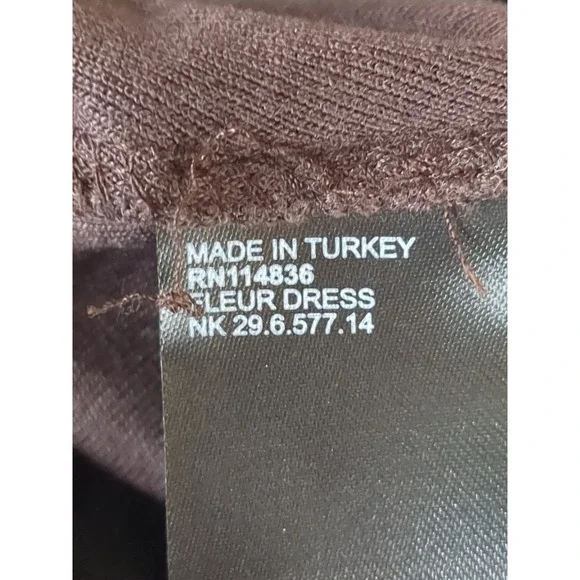 MADE IN TURKEY
RN114836
FLEUR DRESS
NK 29.6.577.14